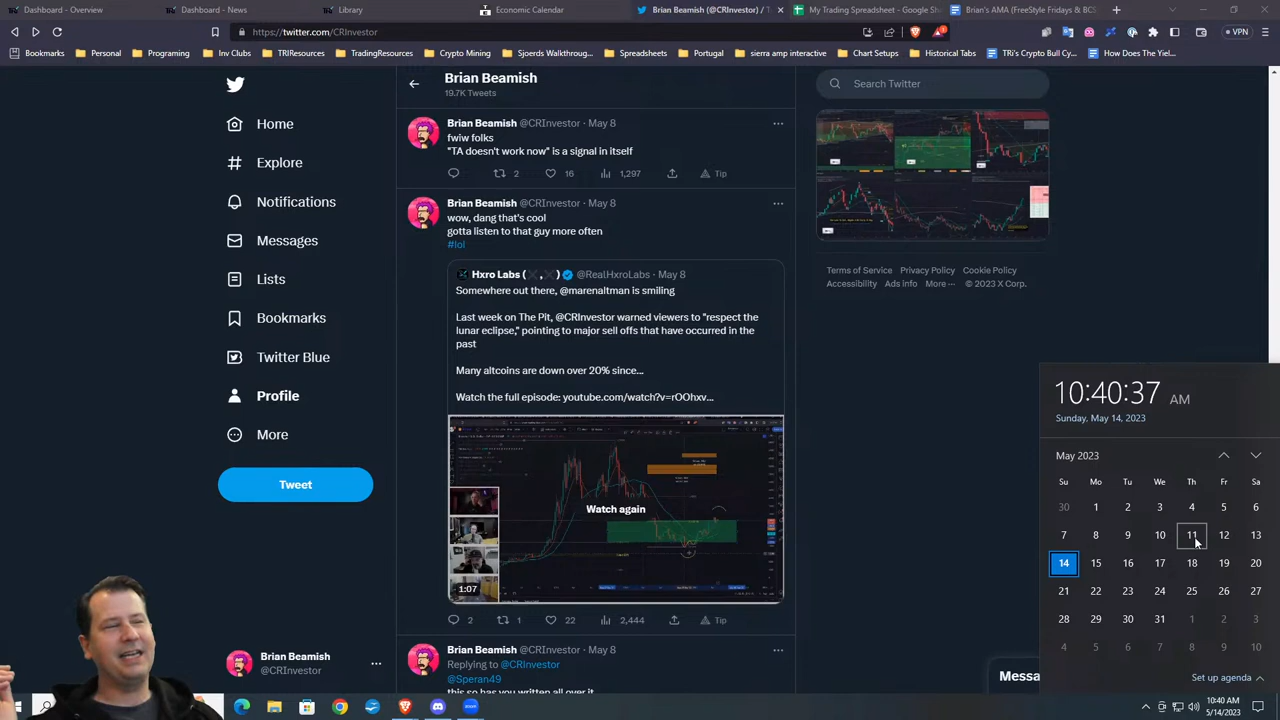 Dashboard - Overview
Dashboard - News
Library
Economic Calendar
Brian Beamish (@CRInvestor) / T
My Trading Spreadsheet - Google Sh
Brian's AMA (FreeStyle Fridays & BCS
https://twitter.com/CRInvestor
VPN
Bookmarks
Personal
Programing
Inv Clubs
TRIResources
TradingResources
Crypto Mining
Sjoerds Walkthroug...
Spreadsheets
Portugal
sierra amp interactive
Chart Setups
Historical Tabs
TRi's Crypto Bull Cy...
How Does The Yiel...
Home
Explore
Notifications
Messages
Lists
Bookmarks
Twitter Blue
Profile
More
Tweet
Brian Beamish
@CRInvestor
Brian Beamish
19.7K Tweets
Brian Beamish @CRInvestor · May 8
fwiw folks
"TA doesn't work now" is a signal in itself
2 16 1,297 Tip
Brian Beamish @CRInvestor · May 8
wow, dang that's cool
gotta listen to that guy more often
#lol
Hxro Labs ( , ) @RealHxroLabs · May 8
Somewhere out there, @marenaltman is smiling
Last week on The Pit, @CRInvestor warned viewers to "respect the
lunar eclipse," pointing to major sell offs that have occurred in the
past
Many altcoins are down over 20% since...
Watch the full episode: youtube.com/watch?v=rOOhxv...
Watch again
1:07
2 1 22 2,444 Tip
Brian Beamish @CRInvestor · May 8
Replying to @CRInvestor
@Speran49
this so has you written all over it
Search Twitter
Terms of Service Privacy Policy Cookie Policy
Accessibility Ads info More ··· © 2023 X Corp.
10:40:37 AM
Sunday, May 14, 2023
May 2023
Su Mo Tu We Th Fr Sa
30 1 2 3 4 5 6
7 8 9 10 11 12 13
14 15 16 17 18 19 20
21 22 23 24 25 26 27
28 29 30 31 1 2 3
4 5 6 7 8 9 10
Set up agenda
Messa
10:40 AM
5/14/2023